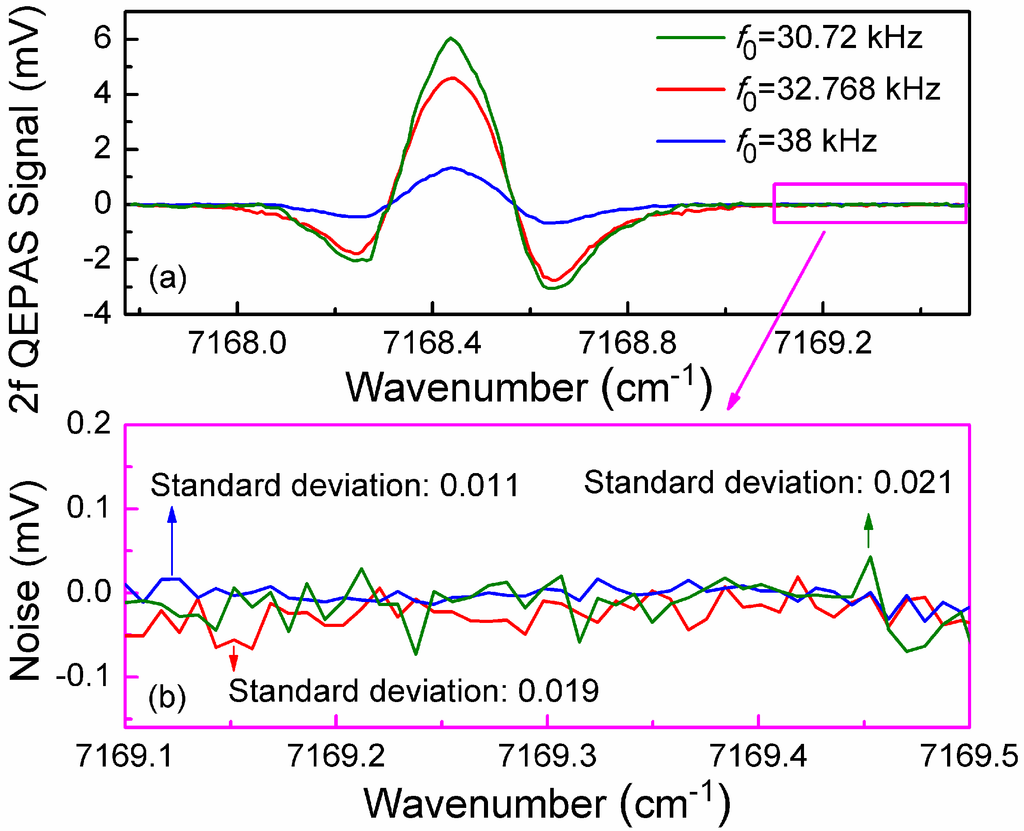 2f QEPAS Signal (mV)
6
4
2
0
-2
-4
f₀=30.72 kHz
f₀=32.768 kHz
f₀=38 kHz
(a)
7168.0 7168.4 7168.8 7169.2
Wavenumber (cm⁻¹)
Noise (mV)
0.2
0.1
0.0
-0.1
Standard deviation: 0.011
Standard deviation: 0.021
Standard deviation: 0.019
(b)
7169.1 7169.2 7169.3 7169.4 7169.5
Wavenumber (cm⁻¹)